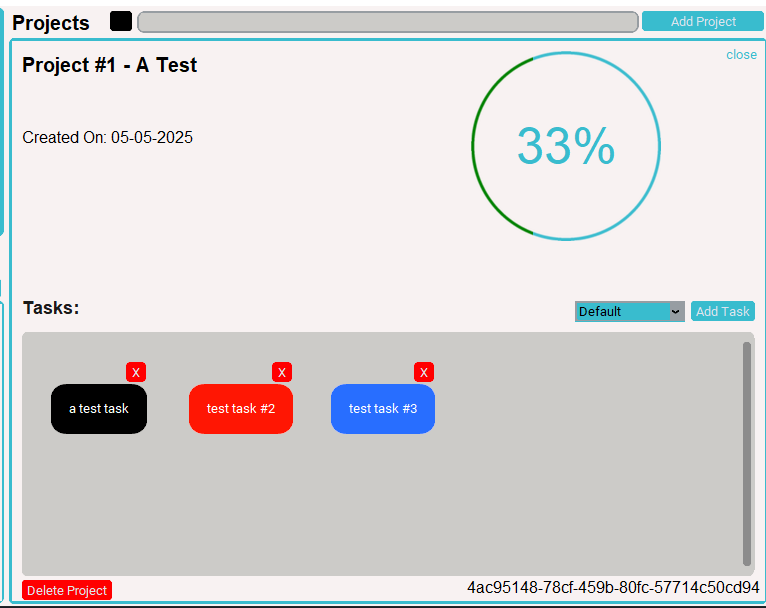 Projects
Add Project
Project #1 - A Test
close
Created On: 05-05-2025
33%
Tasks:
Default
Add Task
X
X
X
a test task
test task #2
test task #3
Delete Project
4ac95148-78cf-459b-80fc-57714c50cd94